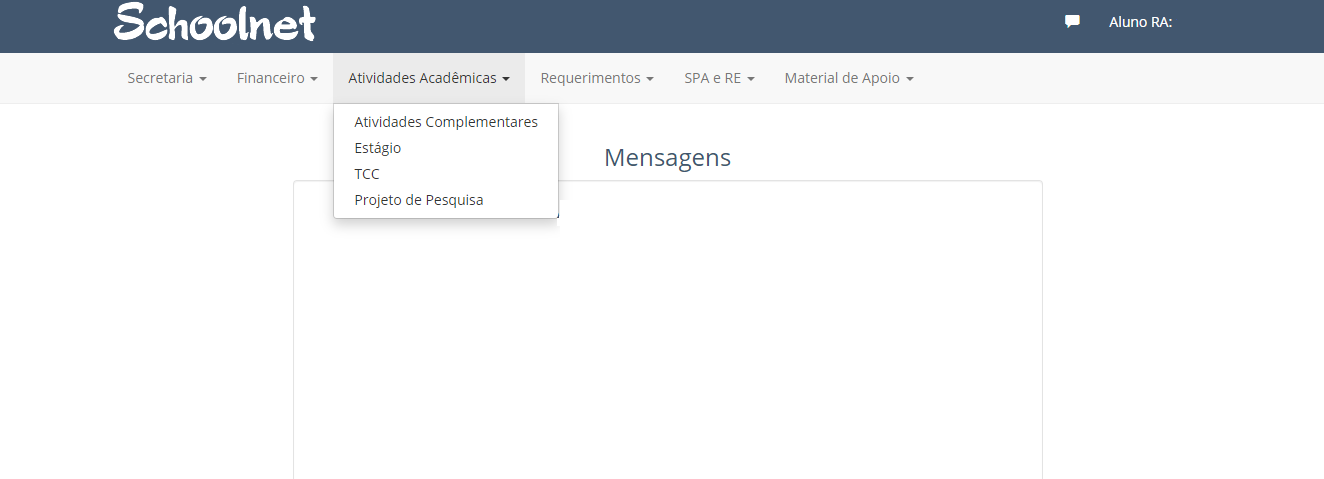 Schoolnet
Aluno RA:
Secretaria Financeiro Atividades Acadêmicas Requerimentos SPA e RE Material de Apoio
Atividades Complementares
Estágio
TCC
Projeto de Pesquisa
Mensagens